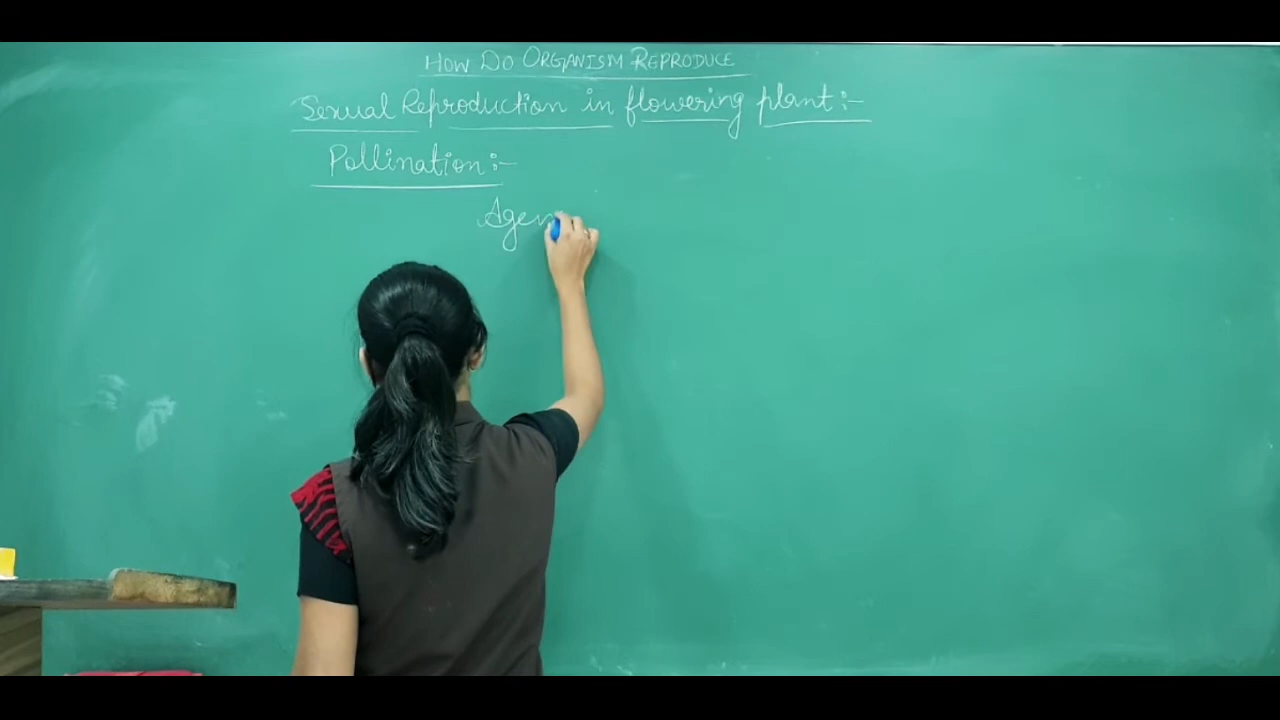 HOW DO ORGANISM REPRODUCE
Sexual Reproduction in flowering plant:-
Pollination:-
Agen